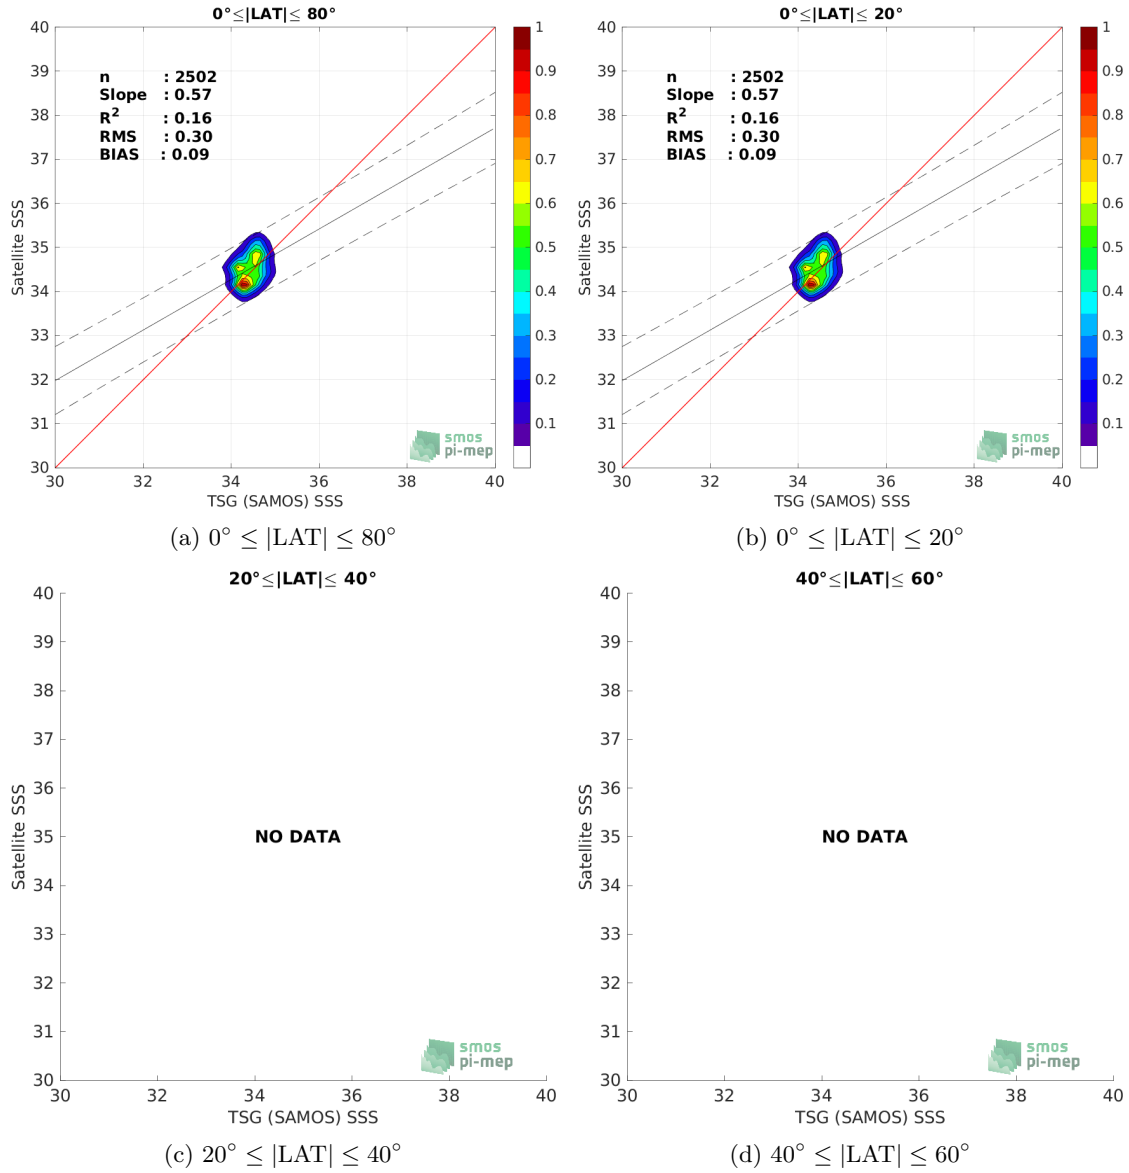 0°≤|LAT|≤ 80°
40
39
38
37
36
35
34
33
32
31
30
Satellite SSS
n : 2502
Slope : 0.57
R² : 0.16
RMS : 0.30
BIAS : 0.09
smos
pi-mep
30 32 34 36 38 40
TSG (SAMOS) SSS
1
0.9
0.8
0.7
0.6
0.5
0.4
0.3
0.2
0.1
(a) 0° ≤ |LAT| ≤ 80°
0°≤|LAT|≤ 20°
40
39
38
37
36
35
34
33
32
31
30
Satellite SSS
n : 2502
Slope : 0.57
R² : 0.16
RMS : 0.30
BIAS : 0.09
smos
pi-mep
30 32 34 36 38 40
TSG (SAMOS) SSS
1
0.9
0.8
0.7
0.6
0.5
0.4
0.3
0.2
0.1
(b) 0° ≤ |LAT| ≤ 20°
20°≤|LAT|≤ 40°
40
39
38
37
36
35
34
33
32
31
30
Satellite SSS
NO DATA
smos
pi-mep
30 32 34 36 38 40
TSG (SAMOS) SSS
(c) 20° ≤ |LAT| ≤ 40°
40°≤|LAT|≤ 60°
40
39
38
37
36
35
34
33
32
31
30
Satellite SSS
NO DATA
smos
pi-mep
30 32 34 36 38 40
TSG (SAMOS) SSS
(d) 40° ≤ |LAT| ≤ 60°